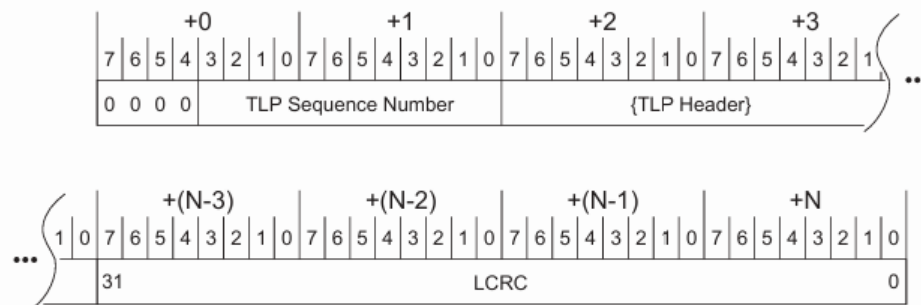 +0 +1 +2 +3
7 6 5 4 3 2 1 0 7 6 5 4 3 2 1 0 7 6 5 4 3 2 1 0 7 6 5 4 3 2 1
0 0 0 0 TLP Sequence Number {TLP Header} ...
+(N-3) +(N-2) +(N-1) +N
1 0 7 6 5 4 3 2 1 0 7 6 5 4 3 2 1 0 7 6 5 4 3 2 1 0 7 6 5 4 3 2 1 0
... 31 LCRC 0